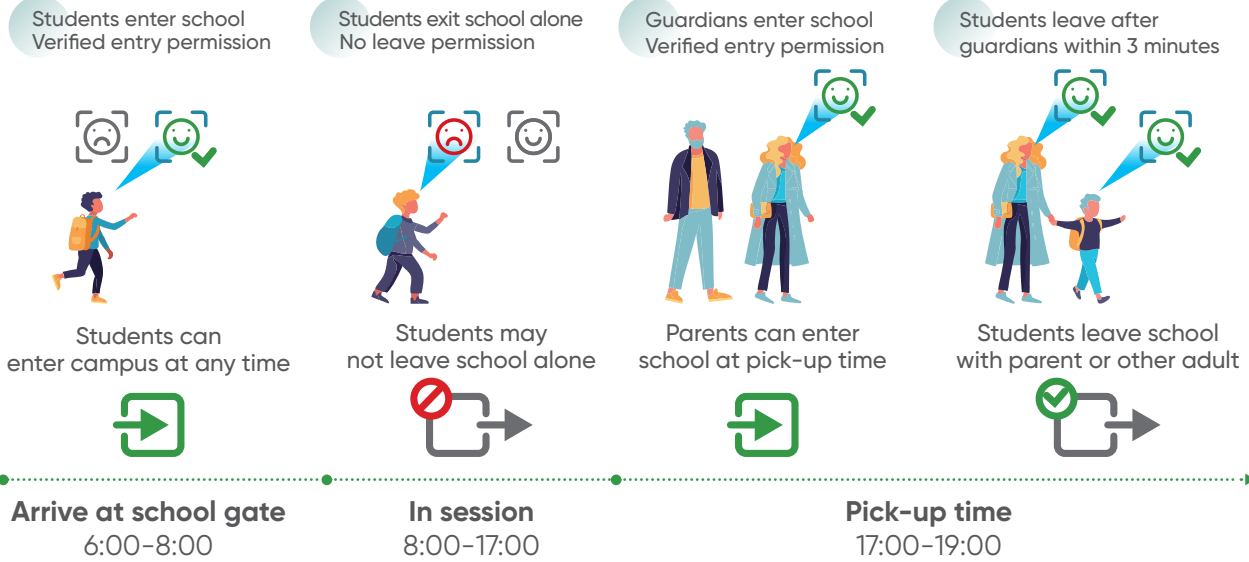 Students enter school
Verified entry permission
Students exit school alone
No leave permission
Guardians enter school
Verified entry permission
Students leave after
guardians within 3 minutes
Students can
enter campus at any time
Students may
not leave school alone
Parents can enter
school at pick-up time
Students leave school
with parent or other adult
Arrive at school gate
6:00-8:00
In session
8:00-17:00
Pick-up time
17:00-19:00